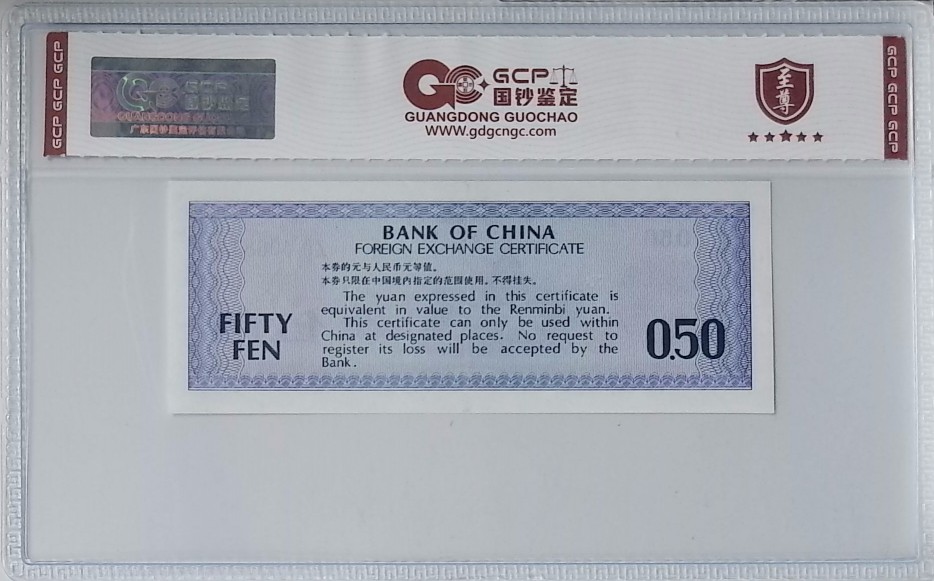 GCP GCP GCP
GCP
国钞鉴定
GUANGDONG GUOCHAO
www.gdgcngc.com
至尊
GCP GCP GCP
BANK OF CHINA
FOREIGN EXCHANGE CERTIFICATE
本券的元与人民币元等值。
本券只限在中国境内指定的范围使用，不得挂失。
The yuan expressed in this certificate is
equivalent in value to the Renminbi yuan.
This certificate can only be used within
China at designated places. No request to
register its loss will be accepted by the
Bank.
FIFTY
FEN
0.50